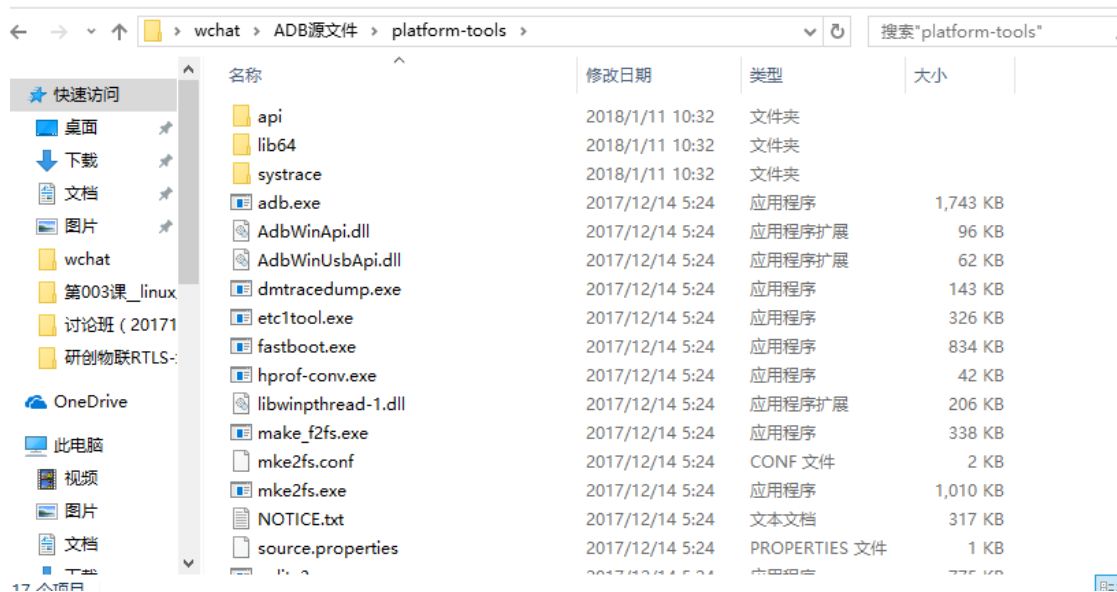 wchat > ADB源文件 > platform-tools >
搜索"platform-tools"
快速访问
桌面
下载
文档
图片
wchat
第003课__linux
讨论班（20171
研创物联RTLS-
OneDrive
此电脑
视频
图片
文档
名称 修改日期 类型 大小
api 2018/1/11 10:32 文件夹
lib64 2018/1/11 10:32 文件夹
systrace 2018/1/11 10:32 文件夹
adb.exe 2017/12/14 5:24 应用程序 1,743 KB
AdbWinApi.dll 2017/12/14 5:24 应用程序扩展 96 KB
AdbWinUsbApi.dll 2017/12/14 5:24 应用程序扩展 62 KB
dmtracedump.exe 2017/12/14 5:24 应用程序 143 KB
etc1tool.exe 2017/12/14 5:24 应用程序 326 KB
fastboot.exe 2017/12/14 5:24 应用程序 834 KB
hprof-conv.exe 2017/12/14 5:24 应用程序 42 KB
libwinpthread-1.dll 2017/12/14 5:24 应用程序扩展 206 KB
make_f2fs.exe 2017/12/14 5:24 应用程序 338 KB
mke2fs.conf 2017/12/14 5:24 CONF 文件 2 KB
mke2fs.exe 2017/12/14 5:24 应用程序 1,010 KB
NOTICE.txt 2017/12/14 5:24 文本文档 317 KB
source.properties 2017/12/14 5:24 PROPERTIES 文件 1 KB
17 个项目